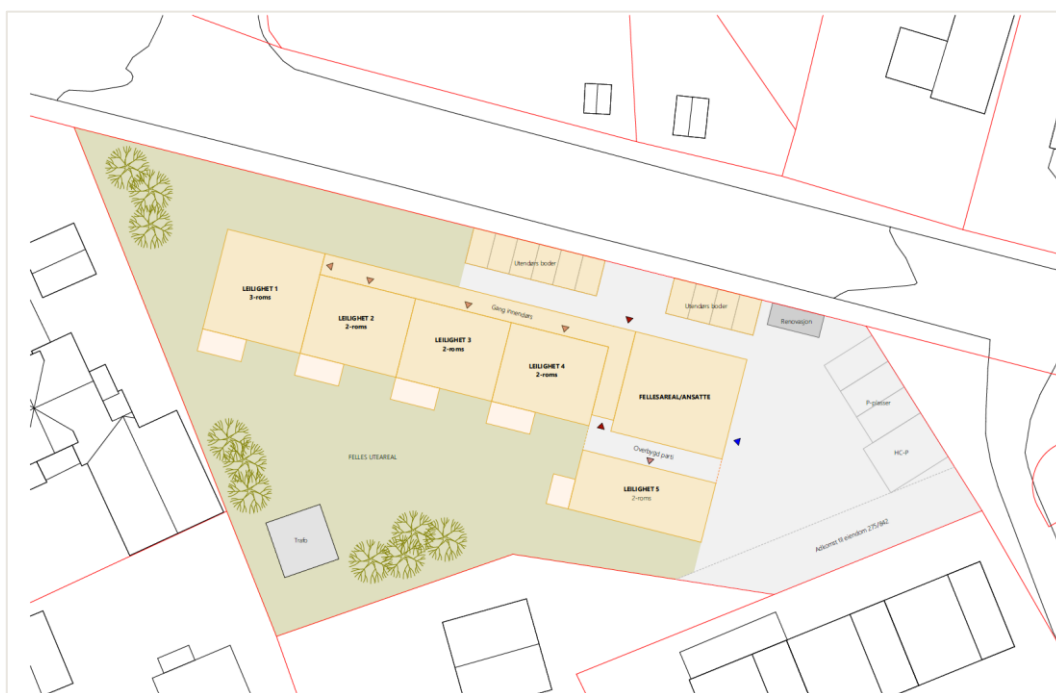 Utendørs boder
LEILIGHET 1
3-roms
Utendørs boder
Gang innendørs
Renovasjon
LEILIGHET 2
2-roms
LEILIGHET 3
2-roms
LEILIGHET 4
2-roms
FELLESAREAL/ANSATTE
P-plasser
Overbygd parti
HC-P
FELLES UTEAREAL
LEILIGHET 5
2-roms
Trafo
Adkomst til eiendom 275/842